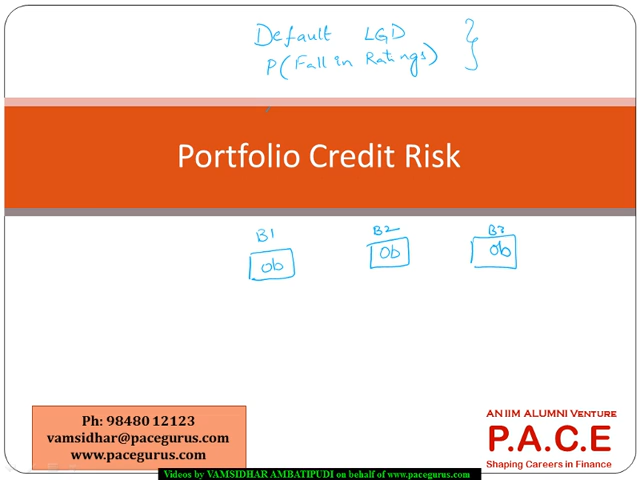 Default LGD
P(Fall in Ratings)
Portfolio Credit Risk
B1 B2 B3
Ob Ob Ob
Ph: 98480 12123
vamsidhar@pacegurus.com
www.pacegurus.com
AN IIM ALUMNI VENTURE
P.A.C.E
Shaping Careers in Finance
Videos by VAMSIDHAR AMBATIPUDI on behalf of www.pacegurus.com